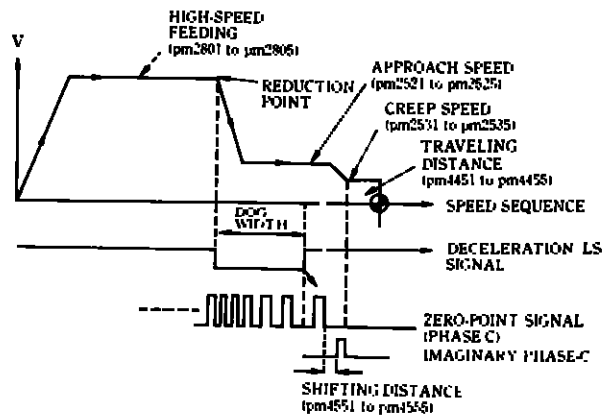 HIGH-SPEED
FEEDING
(pm2801 to pm2805)
V
REDUCTION
POINT
APPROACH SPEED
(pm2521 to pm2525)
CREEP SPEED
(pm2531 to pm2535)
TRAVELING
DISTANCE
(pm4451 to pm4455)
SPEED SEQUENCE
DOG
WIDTH
DECELERATION LS
SIGNAL
ZERO-POINT SIGNAL
(PHASE C)
IMAGINARY PHASE-C
SHIFTING DISTANCE
(pm4551 to pm4555)